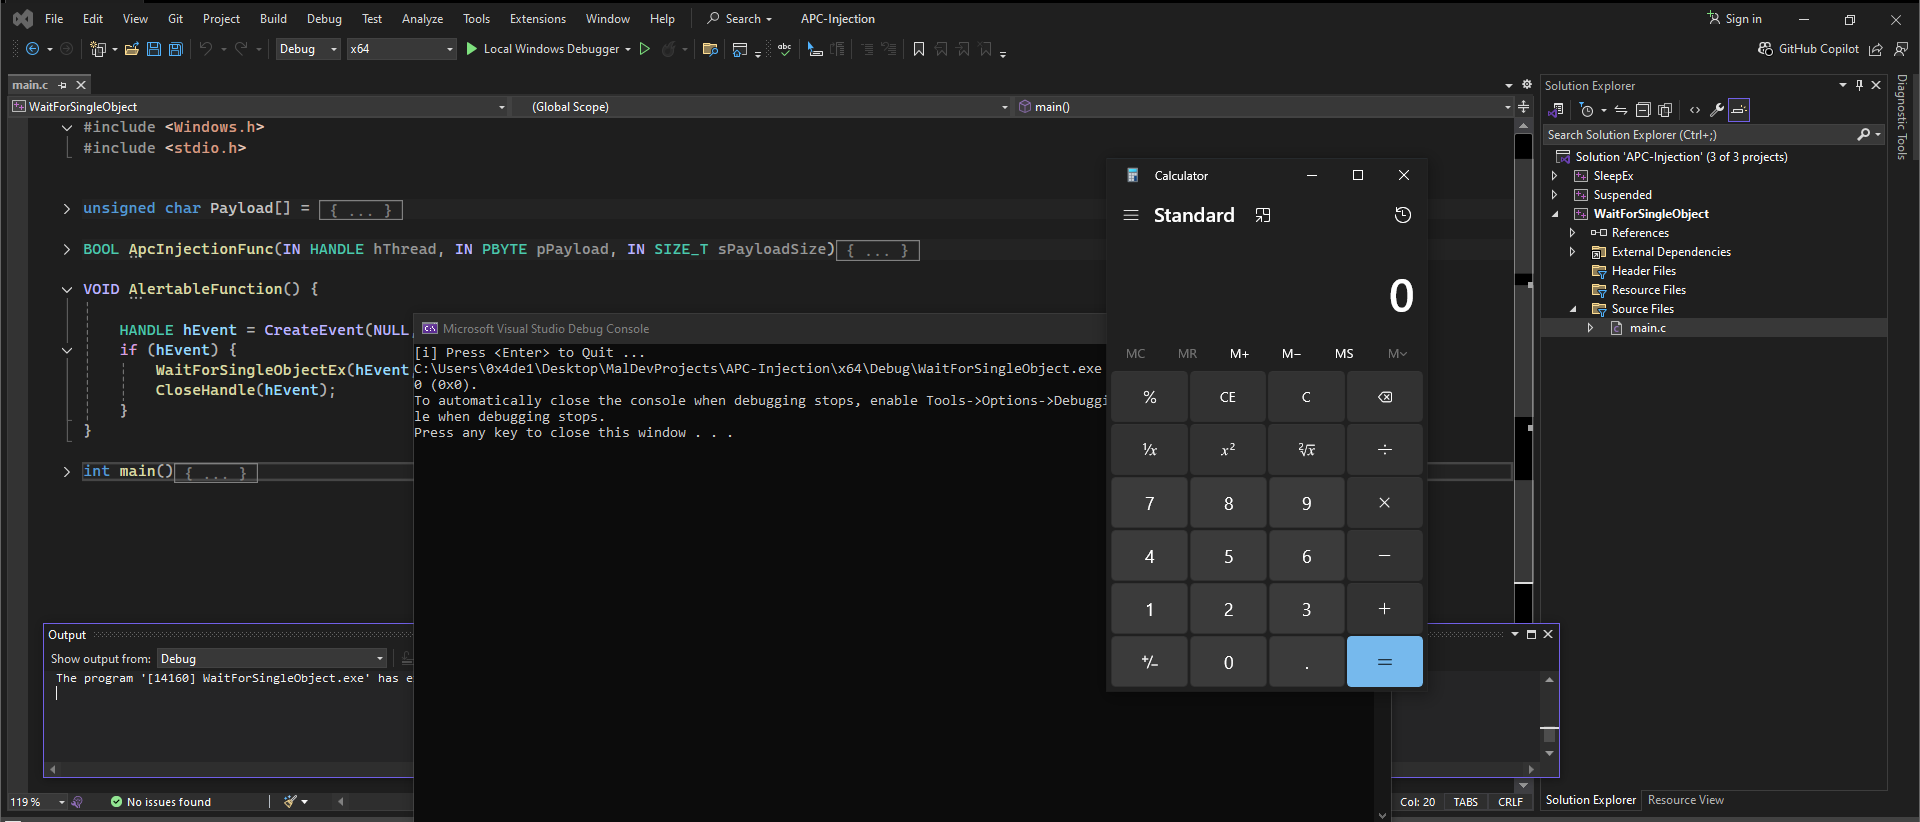 File Edit View Git Project Build Debug Test Analyze Tools Extensions Window Help Search APC-Injection Sign in
Debug x64 Local Windows Debugger GitHub Copilot
main.c
WaitForSingleObject (Global Scope) main()
#include <Windows.h>
#include <stdio.h>
unsigned char Payload[] = { ... }
BOOL ApcInjectionFunc(IN HANDLE hThread, IN PBYTE pPayload, IN SIZE_T sPayloadSize){ ... }
VOID AlertableFunction() {
HANDLE hEvent = CreateEvent(NULL,
if (hEvent) {
WaitForSingleObjectEx(hEvent
CloseHandle(hEvent);
}
}
int main(){ ... }
Microsoft Visual Studio Debug Console
[i] Press <Enter> to Quit ...
C:\Users\0x4de1\Desktop\MalDevProjects\APC-Injection\x64\Debug\WaitForSingleObject.exe
0 (0x0).
To automatically close the console when debugging stops, enable Tools->Options->Debuggi
le when debugging stops.
Press any key to close this window . . .
Calculator
Standard
0
MC MR M+ M− MS M
% CE C
¹/x x² ²√x ÷
7 8 9 ×
4 5 6 −
1 2 3 +
+/− 0 . =
Output
Show output from: Debug
The program '[14160] WaitForSingleObject.exe' has e
119 % No issues found
Col: 20 TABS CRLF
Solution Explorer
Search Solution Explorer (Ctrl+;)
Solution 'APC-Injection' (3 of 3 projects)
SleepEx
Suspended
WaitForSingleObject
References
External Dependencies
Header Files
Resource Files
Source Files
main.c
Solution Explorer Resource View
Diagnostic Tools